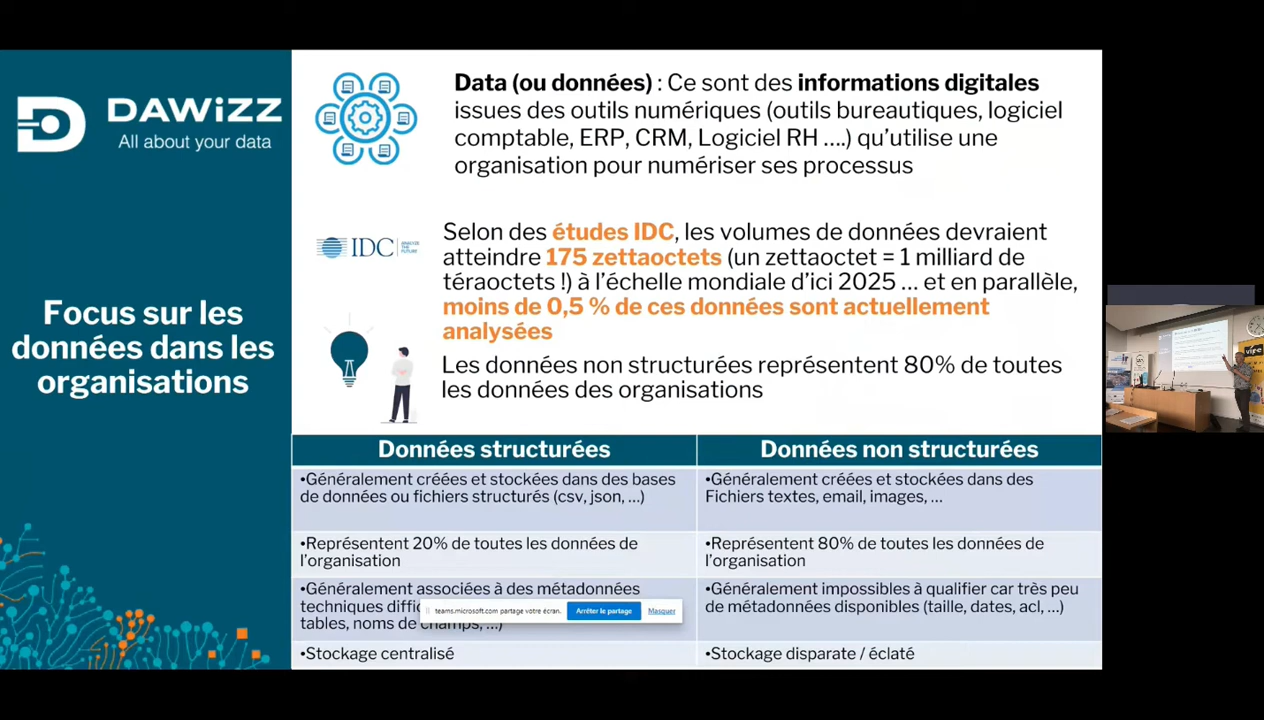 DAWiZZ
All about your data
Focus sur les
données dans les
organisations
Data (ou données) : Ce sont des informations digitales
issues des outils numériques (outils bureautiques, logiciel
comptable, ERP, CRM, Logiciel RH ....) qu’utilise une
organisation pour numériser ses processus
IDC ANALYZE THE FUTURE
Selon des études IDC, les volumes de données devraient
atteindre 175 zettaoctets (un zettaoctet = 1 milliard de
téraoctets !) à l’échelle mondiale d’ici 2025 ... et en parallèle,
moins de 0,5 % de ces données sont actuellement
analysées
Les données non structurées représentent 80% de toutes
les données des organisations
Données structurées
Données non structurées
•Généralement créées et stockées dans des bases
de données ou fichiers structurés (csv, json, ...)
•Généralement créées et stockées dans des
Fichiers textes, email, images, ...
•Représentent 20% de toutes les données de
l’organisation
•Représentent 80% de toutes les données de
l’organisation
•Généralement associées à des métadonnées
techniques
tables, noms de champs, ...)
•Généralement impossibles à qualifier car très peu
de métadonnées disponibles (taille, dates, acl, ...)
teams.microsoft.com partage votre écran.
Arrêter le partage
Masquer
•Stockage centralisé
•Stockage disparate / éclaté